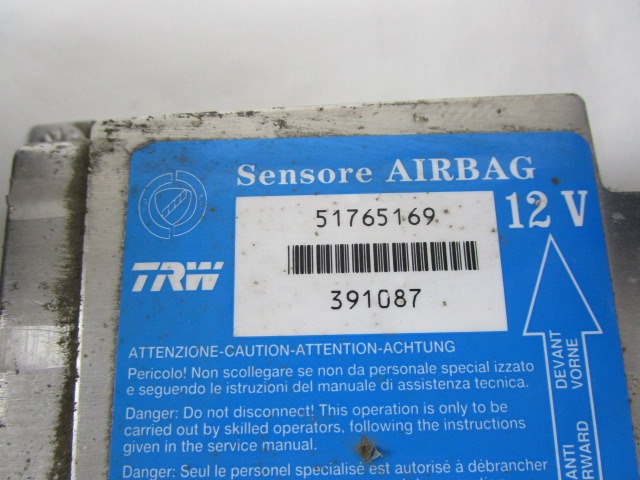 Sensore AIRBAG
51765169
12 V
TRW
391087
DEVANT
VORNE
ATTENZIONE-CAUTION-ATTENTION-ACHTUNG
Pericolo! Non scollegare se non da personale special izzato
e seguendo le istruzioni del manuale di assistenza tecnica.
Danger: Do not disconnect! This operation is only to be
carried out by skilled operators, following the instructions
given in the service manual.
Danger: Seul le personel spécialisé est autorisé à débrancher